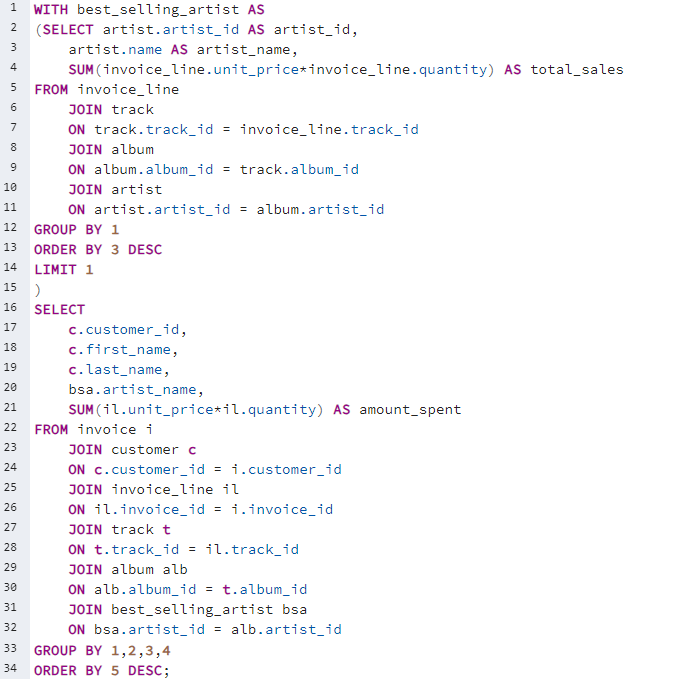 1 WITH best_selling_artist AS
2 (SELECT artist.artist_id AS artist_id,
3 artist.name AS artist_name,
4 SUM(invoice_line.unit_price*invoice_line.quantity) AS total_sales
5 FROM invoice_line
6 JOIN track
7 ON track.track_id = invoice_line.track_id
8 JOIN album
9 ON album.album_id = track.album_id
10 JOIN artist
11 ON artist.artist_id = album.artist_id
12 GROUP BY 1
13 ORDER BY 3 DESC
14 LIMIT 1
15 )
16 SELECT
17 c.customer_id,
18 c.first_name,
19 c.last_name,
20 bsa.artist_name,
21 SUM(il.unit_price*il.quantity) AS amount_spent
22 FROM invoice i
23 JOIN customer c
24 ON c.customer_id = i.customer_id
25 JOIN invoice_line il
26 ON il.invoice_id = i.invoice_id
27 JOIN track t
28 ON t.track_id = il.track_id
29 JOIN album alb
30 ON alb.album_id = t.album_id
31 JOIN best_selling_artist bsa
32 ON bsa.artist_id = alb.artist_id
33 GROUP BY 1,2,3,4
34 ORDER BY 5 DESC;